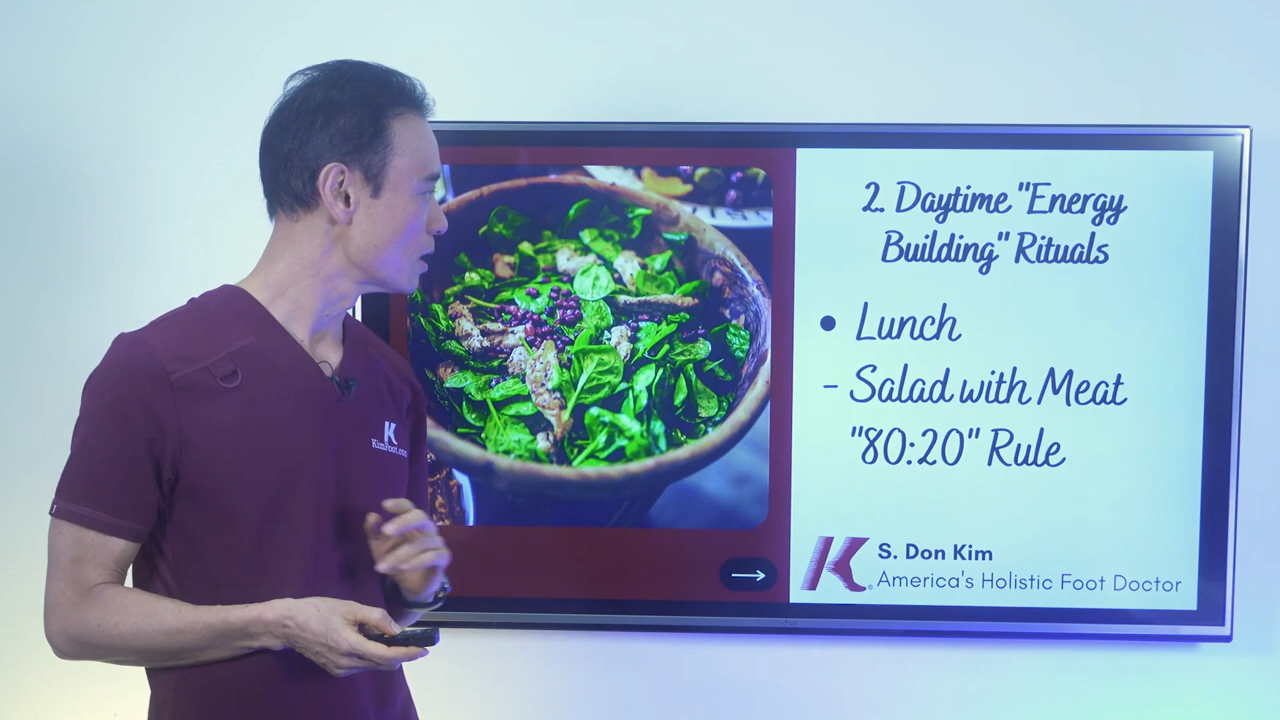 2. Daytime "Energy
Building" Rituals
• Lunch
- Salad with Meat
"80:20" Rule
K S. Don Kim
America's Holistic Foot Doctor
K
KimFoot.com